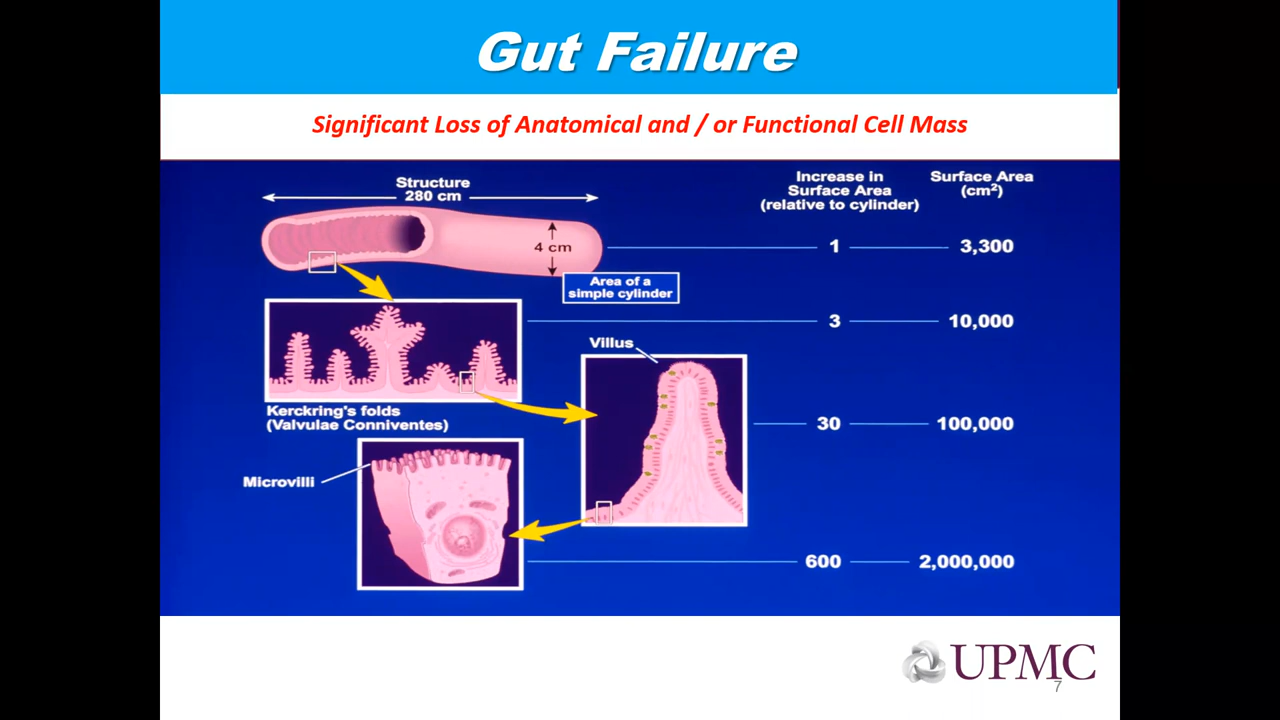 Gut Failure
Significant Loss of Anatomical and / or Functional Cell Mass
Structure
280 cm
Increase in
Surface Area
(relative to cylinder)
Surface Area
(cm²)
4 cm
1
3,300
Area of a
simple cylinder
3
10,000
Villus
Kerckring's folds
(Valvulae Conniventes)
30
100,000
Microvilli
600
2,000,000
UPMC
7